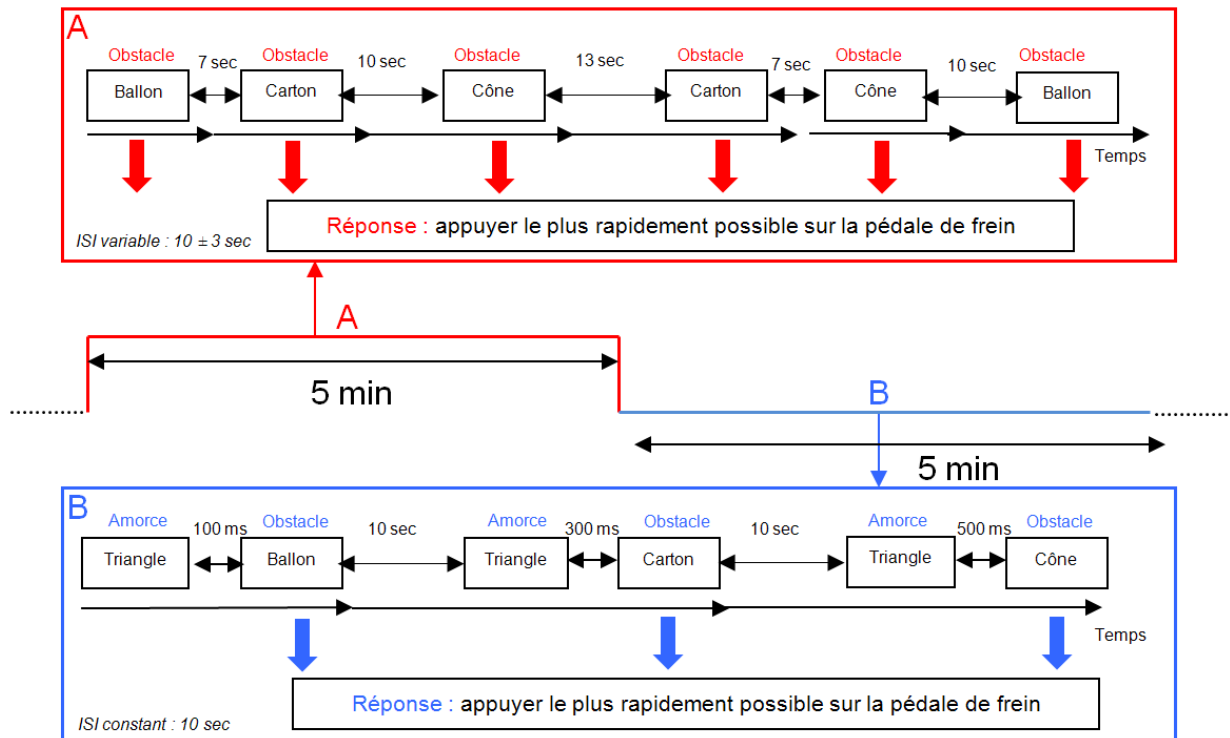 A
Obstacle 7 sec Obstacle 10 sec Obstacle 13 sec Obstacle 7 sec Obstacle 10 sec Obstacle
Ballon Carton Cône Carton Cône Ballon
Temps
Réponse : appuyer le plus rapidement possible sur la pédale de frein
ISI variable : 10 ± 3 sec
A
5 min
B
5 min
B
Amorce 100 ms Obstacle 10 sec Amorce 300 ms Obstacle 10 sec Amorce 500 ms Obstacle
Triangle Ballon Triangle Carton Triangle Cône
Temps
Réponse : appuyer le plus rapidement possible sur la pédale de frein
ISI constant : 10 sec